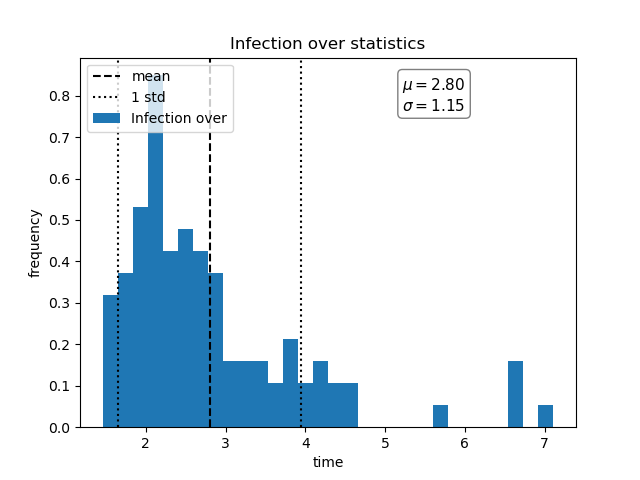 Infection over statistics
mean
1 std
Infection over
μ = 2.80
σ = 1.15
frequency
0.8
0.7
0.6
0.5
0.4
0.3
0.2
0.1
0.0
2 3 4 5 6 7
time